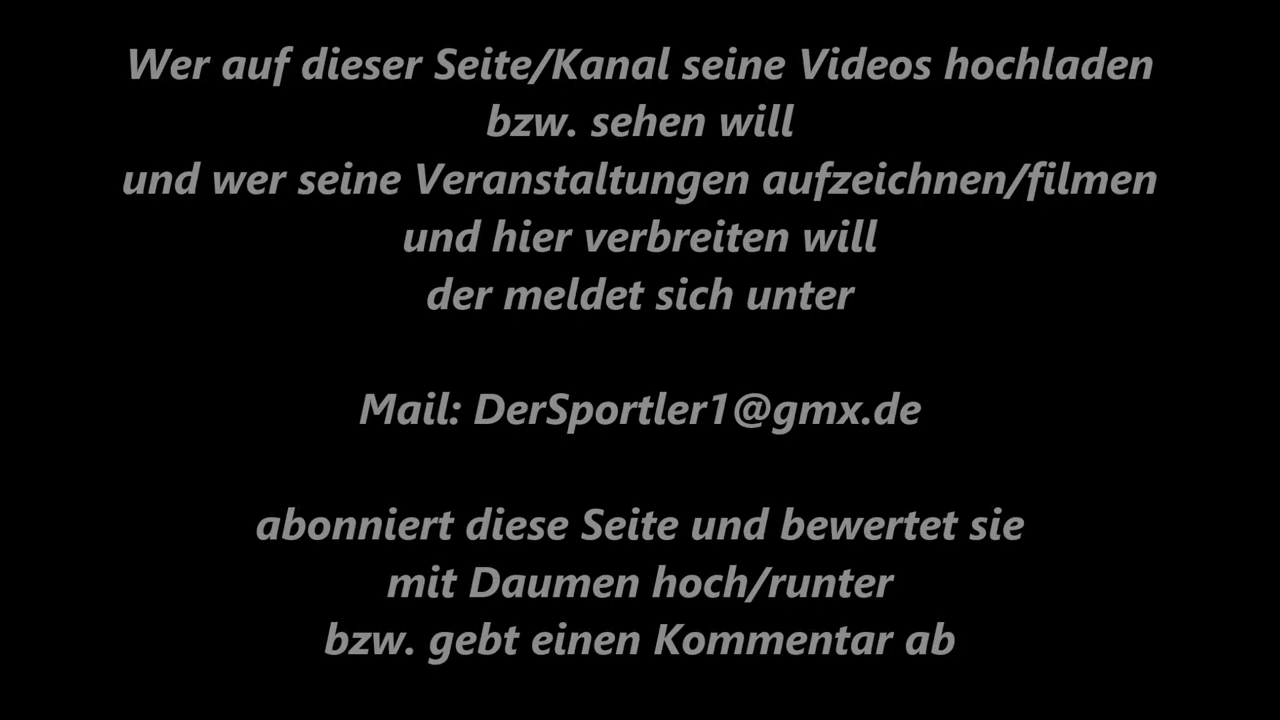 Wer auf dieser Seite/Kanal seine Videos hochladen
bzw. sehen will
und wer seine Veranstaltungen aufzeichnen/filmen
und hier verbreiten will
der meldet sich unter
Mail: DerSportler1@gmx.de
abonniert diese Seite und bewertet sie
mit Daumen hoch/runter
bzw. gebt einen Kommentar ab